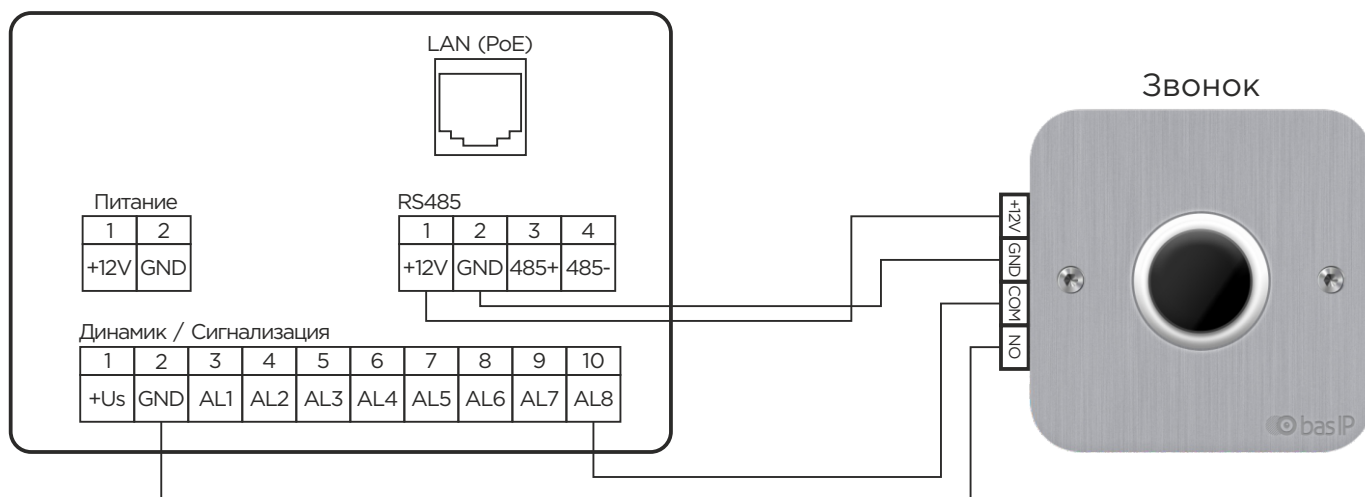 LAN (PoE)
Звонок
Питание
1 2
+12V GND
RS485
1 2 3 4
+12V GND 485+ 485-
+12V
GND
COM
NO
Динамик / Сигнализация
1 2 3 4 5 6 7 8 9 10
+Us GND AL1 AL2 AL3 AL4 AL5 AL6 AL7 AL8
bas IP